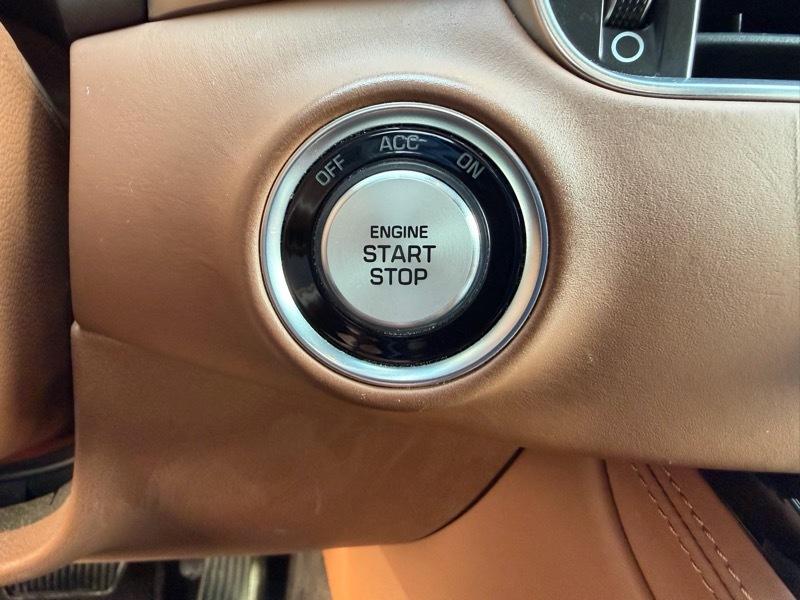 OFF ACC ON
ENGINE
START
STOP